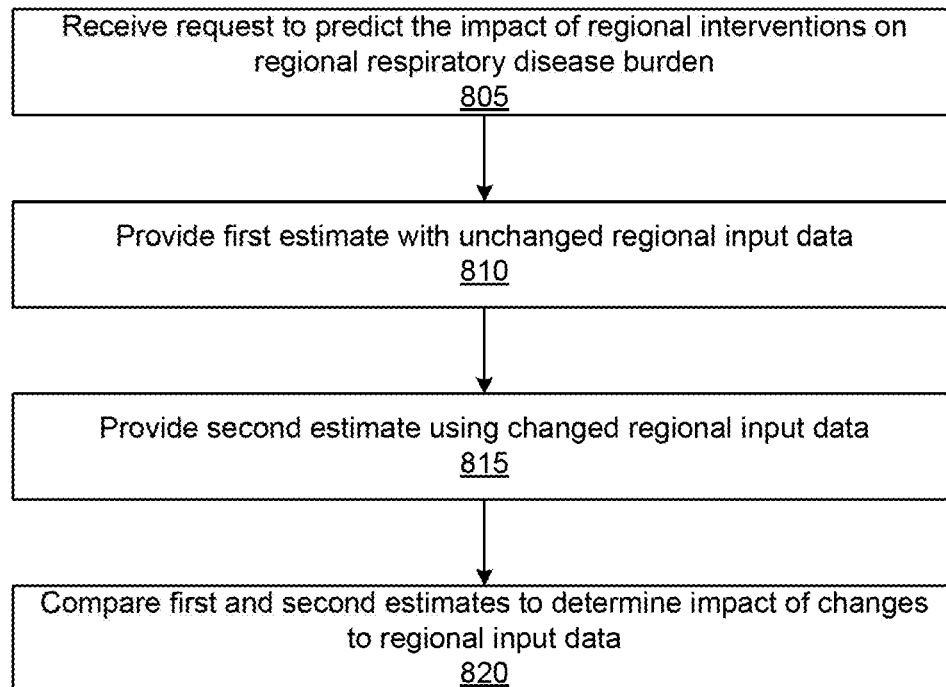 Receive request to predict the impact of regional interventions on
regional respiratory disease burden
805
Provide first estimate with unchanged regional input data
810
Provide second estimate using changed regional input data
815
Compare first and second estimates to determine impact of changes
to regional input data
820